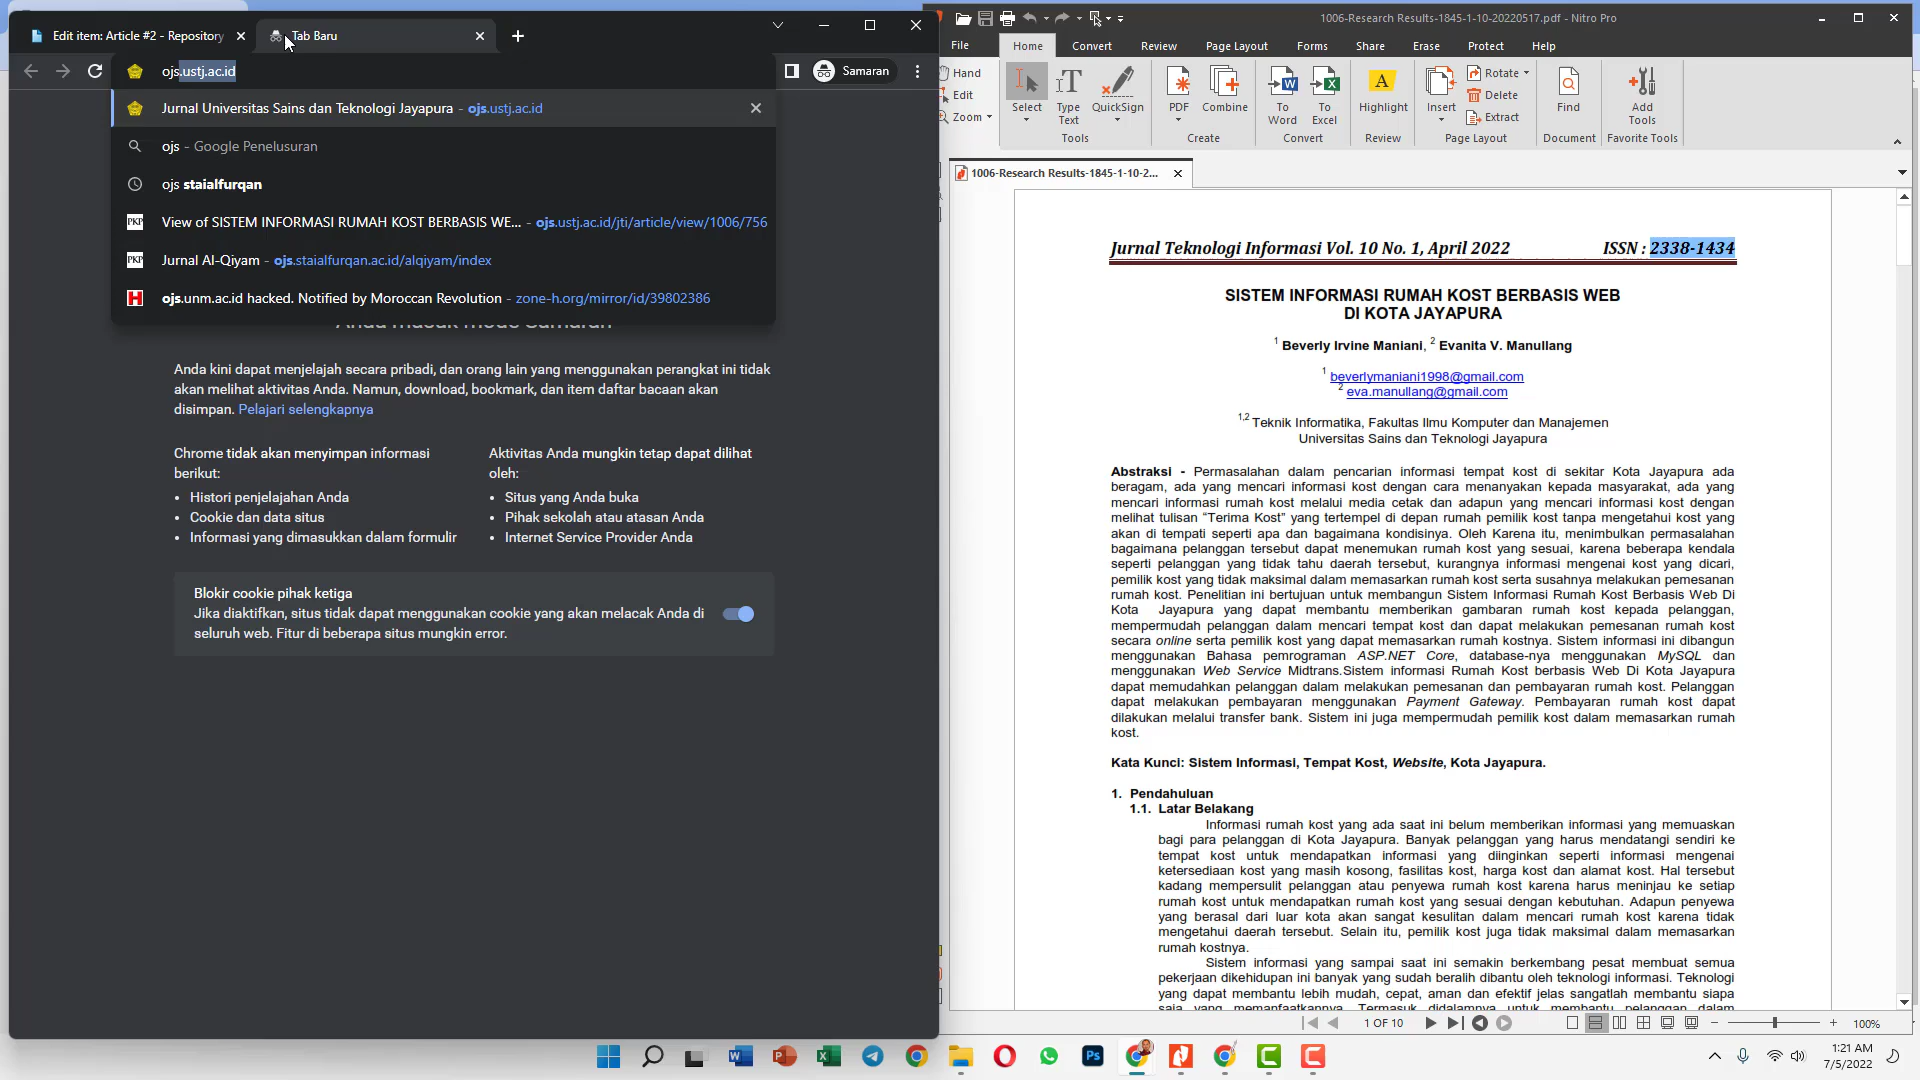 Edit item: Article #2 - Repository
Tab Baru
ojs.ustj.ac.id
Samaran
Jurnal Universitas Sains dan Teknologi Jayapura - ojs.ustj.ac.id
ojs - Google Penelusuran
ojs staialfurqan
View of SISTEM INFORMASI RUMAH KOST BERBASIS WE... - ojs.ustj.ac.id/jti/article/view/1006/756
Jurnal Al-Qiyam - ojs.staialfurqan.ac.id/alqiyam/index
ojs.unm.ac.id hacked. Notified by Moroccan Revolution - zone-h.org/mirror/id/39802386
Anda masuk mode Samaran
Anda kini dapat menjelajah secara pribadi, dan orang lain yang menggunakan perangkat ini tidak
akan melihat aktivitas Anda. Namun, download, bookmark, dan item daftar bacaan akan
disimpan. Pelajari selengkapnya
Chrome tidak akan menyimpan informasi
berikut:
• Histori penjelajahan Anda
• Cookie dan data situs
• Informasi yang dimasukkan dalam formulir
Aktivitas Anda mungkin tetap dapat dilihat
oleh:
• Situs yang Anda buka
• Pihak sekolah atau atasan Anda
• Internet Service Provider Anda
Blokir cookie pihak ketiga
Jika diaktifkan, situs tidak dapat menggunakan cookie yang akan melacak Anda di
seluruh web. Fitur di beberapa situs mungkin error.
1006-Research Results-1845-1-10-20220517.pdf - Nitro Pro
File Home Convert Review Page Layout Forms Share Erase Protect Help
Hand
Edit
Zoom
Select
Type
Text
QuickSign
Tools
PDF
Combine
Create
To
Word
To
Excel
Convert
Highlight
Review
Insert
Rotate
Delete
Extract
Page Layout
Find
Document
Add
Tools
Favorite Tools
1006-Research Results-1845-1-10-2...
Jurnal Teknologi Informasi Vol. 10 No. 1, April 2022 ISSN : 2338-1434
SISTEM INFORMASI RUMAH KOST BERBASIS WEB
DI KOTA JAYAPURA
1 Beverly Irvine Maniani, 2 Evanita V. Manullang
1 beverlymaniani1998@gmail.com
2 eva.manullang@gmail.com
1,2 Teknik Informatika, Fakultas Ilmu Komputer dan Manajemen
Universitas Sains dan Teknologi Jayapura
Abstraksi - Permasalahan dalam pencarian informasi tempat kost di sekitar Kota Jayapura ada
beragam, ada yang mencari informasi kost dengan cara menanyakan kepada masyarakat, ada yang
mencari informasi rumah kost melalui media cetak dan adapun yang mencari informasi kost dengan
melihat tulisan “Terima Kost” yang tertempel di depan rumah pemilik kost tanpa mengetahui kost yang
akan di tempati seperti apa dan bagaimana kondisinya. Oleh Karena itu, menimbulkan permasalahan
bagaimana pelanggan tersebut dapat menemukan rumah kost yang sesuai, karena beberapa kendala
seperti pelanggan yang tidak tahu daerah tersebut, kurangnya informasi mengenai kost yang dicari,
pemilik kost yang tidak maksimal dalam memasarkan rumah kost serta susahnya melakukan pemesanan
rumah kost. Penelitian ini bertujuan untuk membangun Sistem Informasi Rumah Kost Berbasis Web Di
Kota Jayapura yang dapat membantu memberikan gambaran rumah kost kepada pelanggan,
mempermudah pelanggan dalam mencari tempat kost dan dapat melakukan pemesanan rumah kost
secara online serta pemilik kost yang dapat memasarkan rumah kostnya. Sistem informasi ini dibangun
menggunakan Bahasa pemrograman ASP.NET Core, database-nya menggunakan MySQL dan
menggunakan Web Service Midtrans.Sistem informasi Rumah Kost berbasis Web Di Kota Jayapura
dapat memudahkan pelanggan dalam melakukan pemesanan dan pembayaran rumah kost. Pelanggan
dapat melakukan pembayaran menggunakan Payment Gateway. Pembayaran rumah kost dapat
dilakukan melalui transfer bank. Sistem ini juga mempermudah pemilik kost dalam memasarkan rumah
kost.
Kata Kunci: Sistem Informasi, Tempat Kost, Website, Kota Jayapura.
1. Pendahuluan
1.1. Latar Belakang
Informasi rumah kost yang ada saat ini belum memberikan informasi yang memuaskan
bagi para pelanggan di Kota Jayapura. Banyak pelanggan yang harus mendatangi sendiri ke
tempat kost untuk mendapatkan informasi yang diinginkan seperti informasi mengenai
ketersediaan kost yang masih kosong, fasilitas kost, harga kost dan alamat kost. Hal tersebut
kadang mempersulit pelanggan atau penyewa rumah kost karena harus meninjau ke setiap
rumah kost untuk mendapatkan rumah kost yang sesuai dengan kebutuhan. Adapun penyewa
yang berasal dari luar kota akan sangat kesulitan dalam mencari rumah kost karena tidak
mengetahui daerah tersebut. Selain itu, pemilik kost juga tidak maksimal dalam memasarkan
rumah kostnya.
Sistem informasi yang sampai saat ini semakin berkembang pesat membuat semua
pekerjaan dikehidupan ini banyak yang sudah beralih dibantu oleh teknologi informasi. Teknologi
yang dapat membantu lebih mudah, cepat, aman dan efektif jelas sangatlah membantu siapa
saja yang memanfaatkannya. Termasuk didalamnya untuk membantu pelanggan dalam
1 OF 10
100%
1:21 AM
7/5/2022